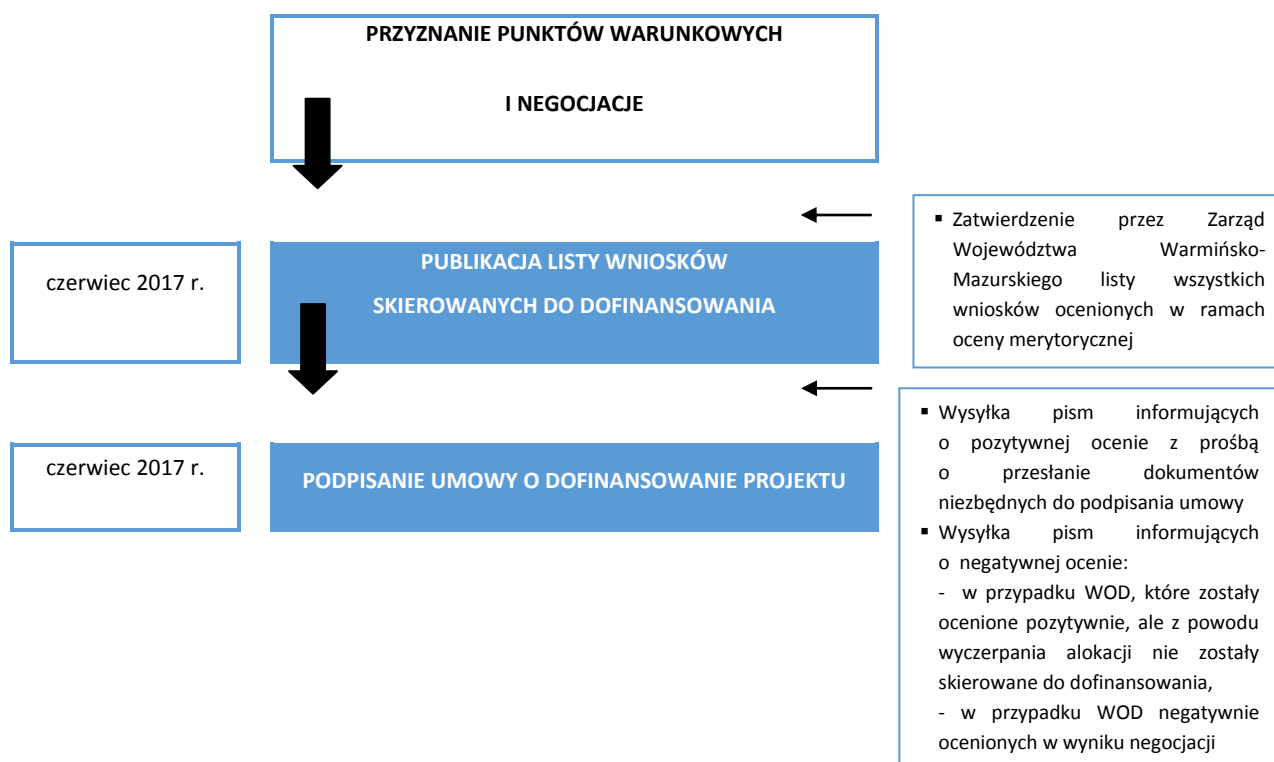 PRZYZNANIE PUNKTÓW WARUNKOWYCH
I NEGOCJACJE
czerwiec 2017 r.
PUBLIKACJA LISTY WNIOSKÓW
SKIEROWANYCH DO DOFINANSOWANIA
▪ Zatwierdzenie przez Zarząd
Województwa Warmińsko-
Mazurskiego listy wszystkich
wniosków ocenionych w ramach
oceny merytorycznej
czerwiec 2017 r.
PODPISANIE UMOWY O DOFINANSOWANIE PROJEKTU
▪ Wysyłka pism informujących
o pozytywnej ocenie z prośbą
o przesłanie dokumentów
niezbędnych do podpisania umowy
▪ Wysyłka pism informujących
o negatywnej ocenie:
- w przypadku WOD, które zostały
ocenione pozytywnie, ale z powodu
wyczerpania alokacji nie zostały
skierowane do dofinansowania,
- w przypadku WOD negatywnie
ocenionych w wyniku negocjacji